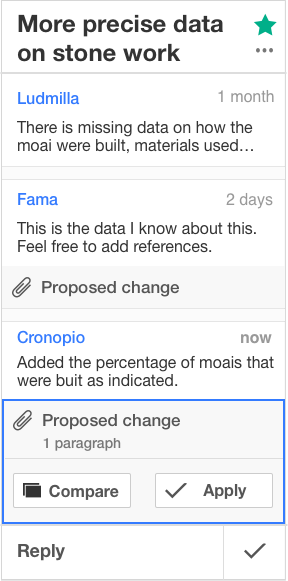 More precise data
on stone work
Ludmilla 1 month
There is missing data on how the
moai were built, materials used…
Fama 2 days
This is the data I know about this.
Feel free to add references.
Proposed change
Cronopio now
Added the percentage of moais that
were buit as indicated.
Proposed change
1 paragraph
Compare Apply
Reply